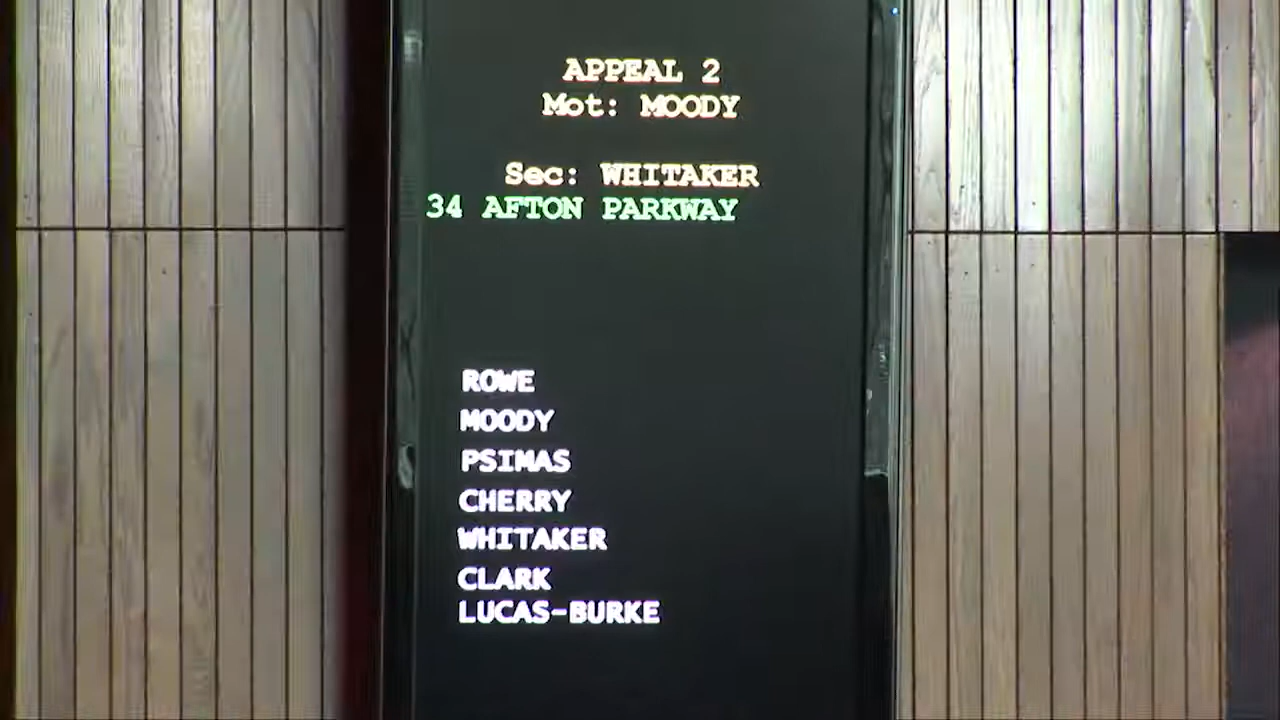 APPEAL 2
Mot: MOODY
Sec: WHITAKER
34 AFTON PARKWAY
ROWE
MOODY
PSIMAS
CHERRY
WHITAKER
CLARK
LUCAS-BURKE